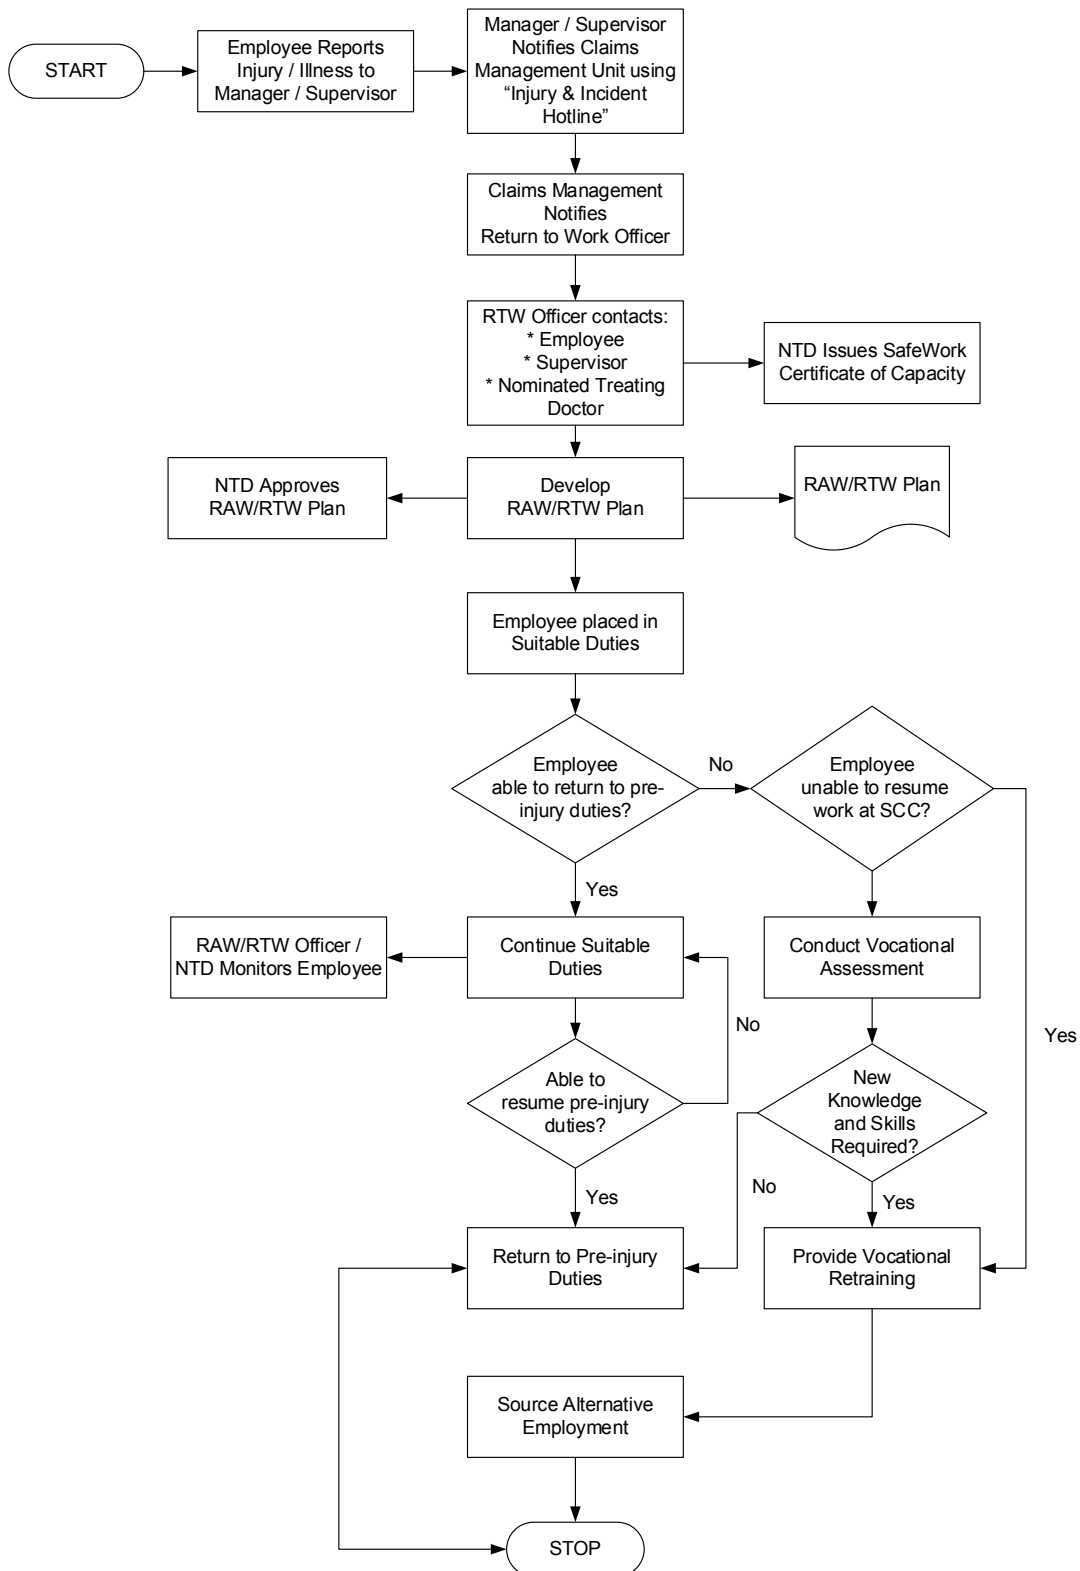 START
Employee Reports
Injury / Illness to
Manager / Supervisor
Manager / Supervisor
Notifies Claims
Management Unit using
“Injury & Incident
Hotline”
Claims Management
Notifies
Return to Work Officer
RTW Officer contacts:
* Employee
* Supervisor
* Nominated Treating
Doctor
NTD Issues SafeWork
Certificate of Capacity
NTD Approves
RAW/RTW Plan
Develop
RAW/RTW Plan
RAW/RTW Plan
Employee placed in
Suitable Duties
Employee
able to return to pre-
injury duties?
No
Employee
unable to resume
work at SCC?
Yes
RAW/RTW Officer /
NTD Monitors Employee
Continue Suitable
Duties
Conduct Vocational
Assessment
No
Yes
Able to
resume pre-injury
duties?
New
Knowledge
and Skills
Required?
Yes
No
Yes
Return to Pre-injury
Duties
Provide Vocational
Retraining
Source Alternative
Employment
STOP